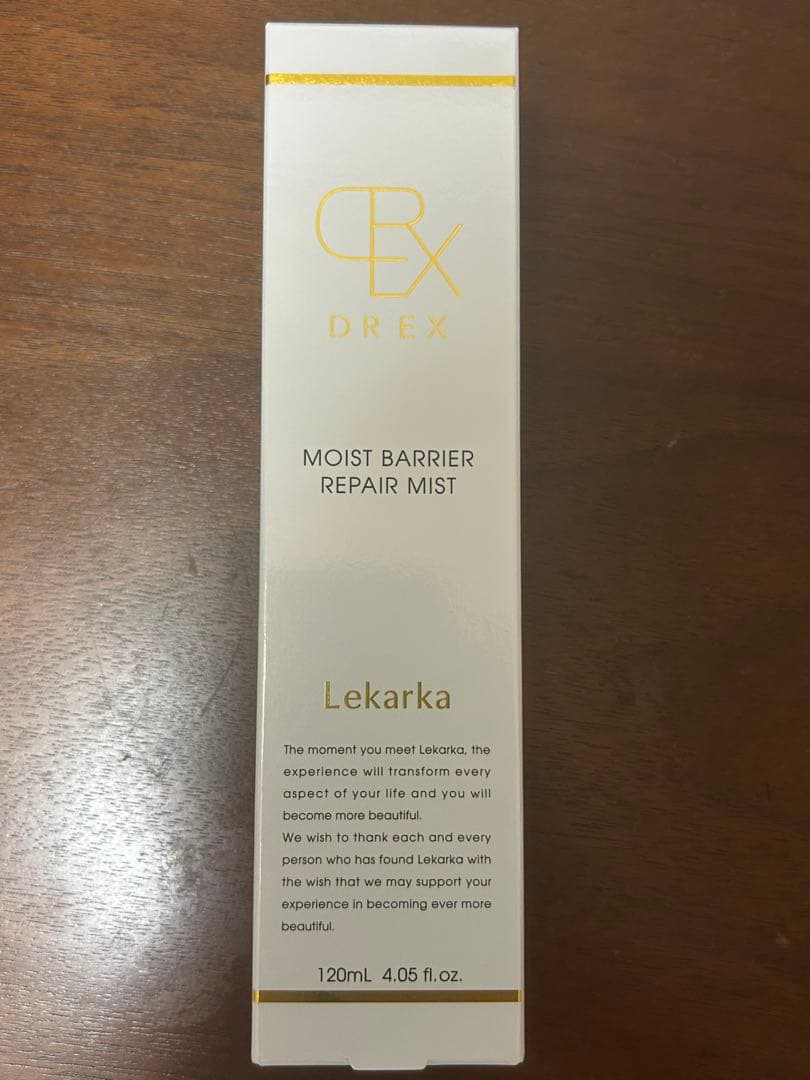 DREX
DREX
MOIST BARRIER
REPAIR MIST
Lekarka
The moment you meet Lekarka, the
experience will transform every
aspect of your life and you will
become more beautiful.
We wish to thank each and every
person who has found Lekarka with
the wish that we may support your
experience in becoming ever more
beautiful.
120mL 4.05 fl.oz.